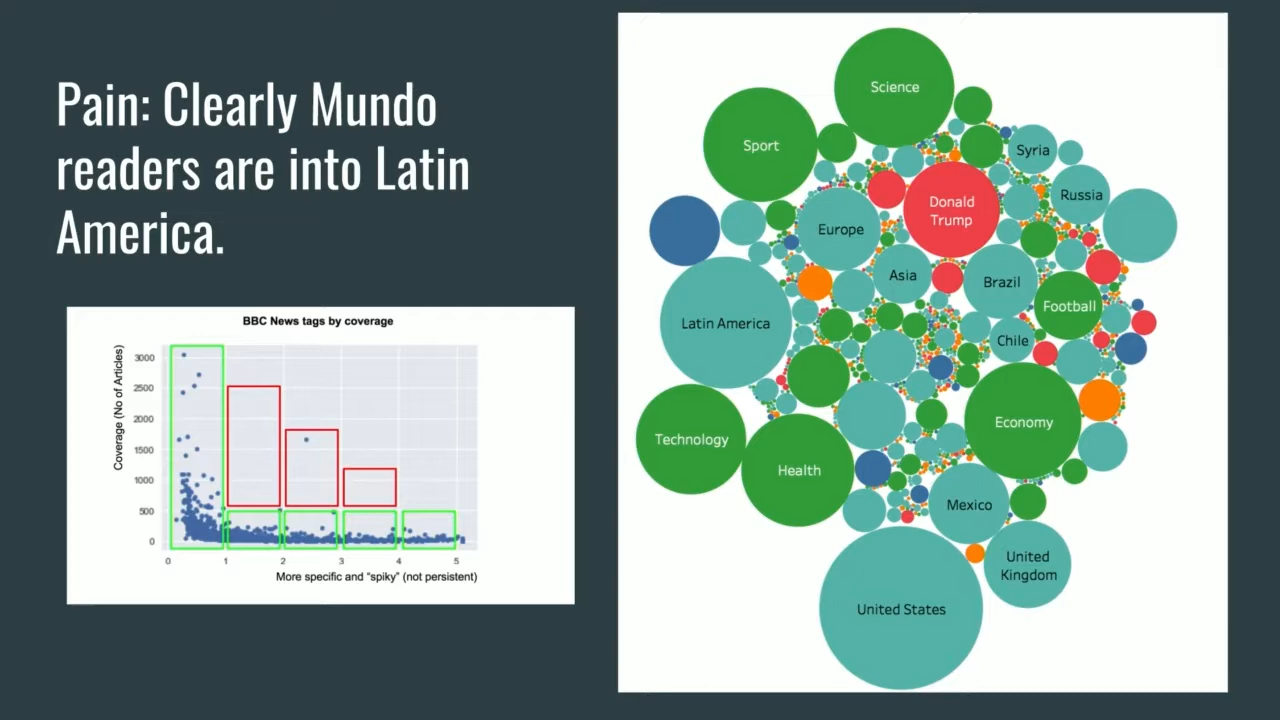 Pain: Clearly Mundo
readers are into Latin
America.
BBC News tags by coverage
Coverage (No of Articles)
3000
2500
2000
1500
1000
500
0
0 1 2 3 4 5
More specific and “spiky” (not persistent)
Science
Sport
Syria
Russia
Donald
Trump
Europe
Asia
Brazil
Football
Latin America
Chile
Economy
Technology
Health
Mexico
United
Kingdom
United States